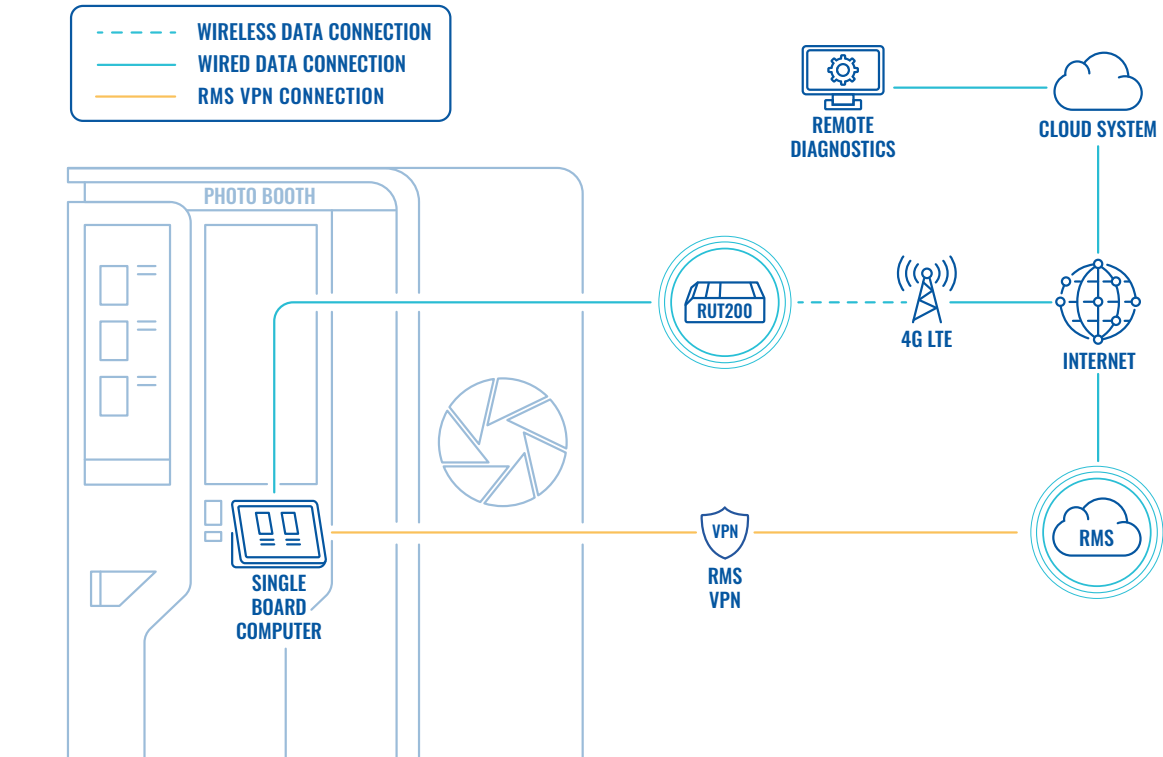 WIRELESS DATA CONNECTION
WIRED DATA CONNECTION
RMS VPN CONNECTION
REMOTE
DIAGNOSTICS
CLOUD SYSTEM
PHOTO BOOTH
RUT200
4G LTE
INTERNET
VPN
RMS
VPN
RMS
SINGLE
BOARD
COMPUTER